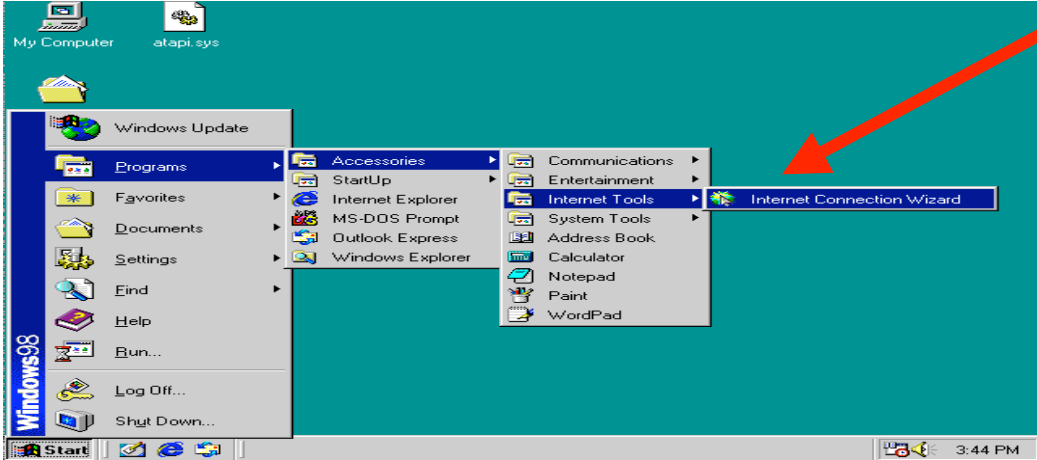 My Computer
atapi.sys
Windows Update
Programs
Favorites
Documents
Settings
Find
Help
Run...
Log Off...
Shut Down...
Windows98
Accessories
StartUp
Internet Explorer
MS-DOS Prompt
Outlook Express
Windows Explorer
Communications
Entertainment
Internet Tools
System Tools
Address Book
Calculator
Notepad
Paint
WordPad
Internet Connection Wizard
Start
3:44 PM